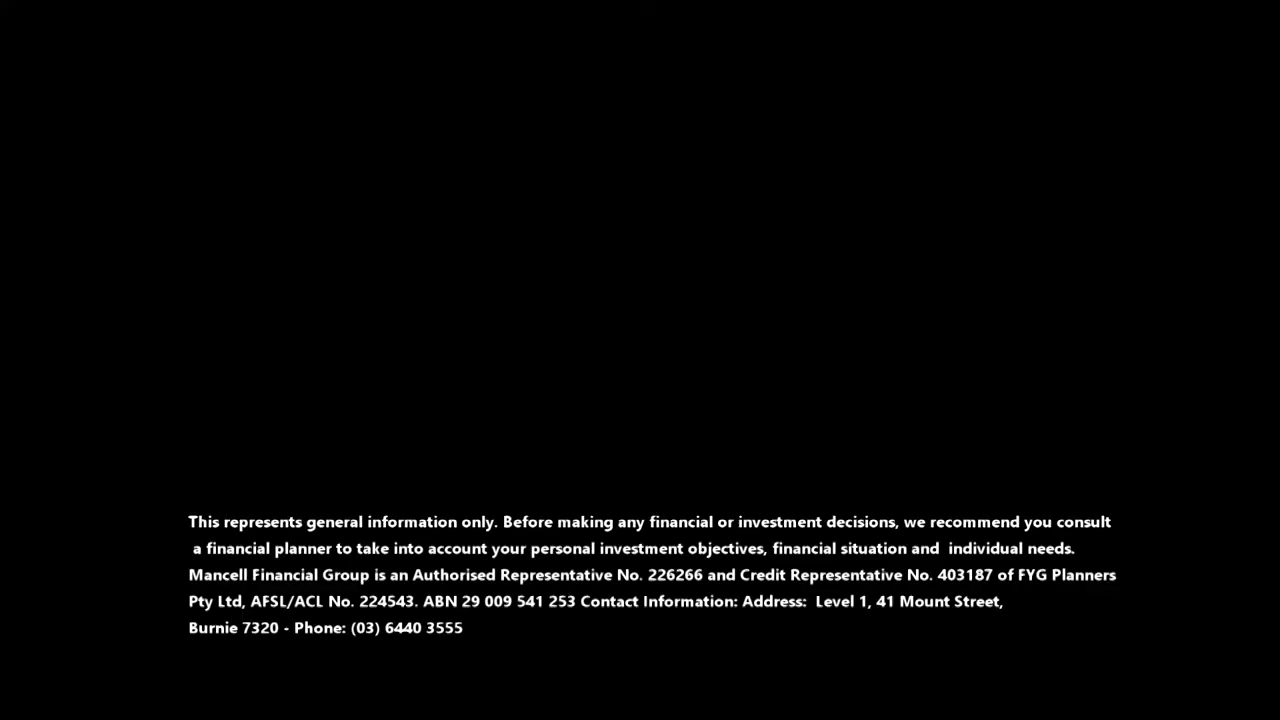 This represents general information only. Before making any financial or investment decisions, we recommend you consult
a financial planner to take into account your personal investment objectives, financial situation and  individual needs.
Mancell Financial Group is an Authorised Representative No. 226266 and Credit Representative No. 403187 of FYG Planners
Pty Ltd, AFSL/ACL No. 224543. ABN 29 009 541 253 Contact Information: Address:  Level 1, 41 Mount Street,
Burnie 7320 - Phone: (03) 6440 3555